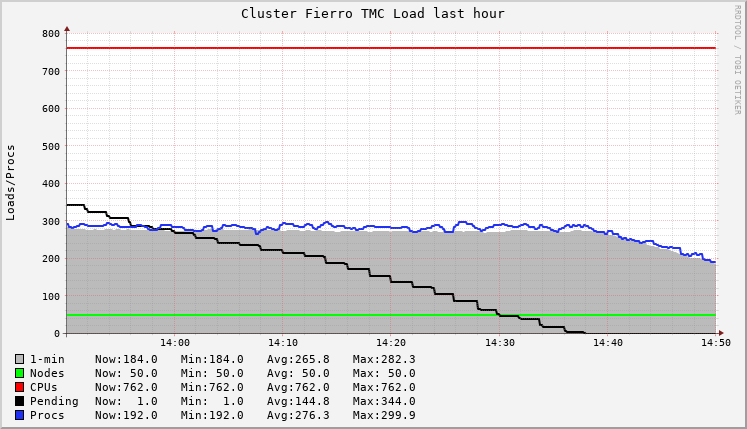 Cluster Fierro TMC Load last hour
RRDTOOL / TOBI OETIKER
Loads/Procs
800
700
600
500
400
300
200
100
0
14:00 14:10 14:20 14:30 14:40 14:50
1-min Now:184.0 Min:184.0 Avg:265.8 Max:282.3
Nodes Now: 50.0 Min: 50.0 Avg: 50.0 Max: 50.0
CPUs Now:762.0 Min:762.0 Avg:762.0 Max:762.0
Pending Now: 1.0 Min: 1.0 Avg:144.8 Max:344.0
Procs Now:192.0 Min:192.0 Avg:276.3 Max:299.9